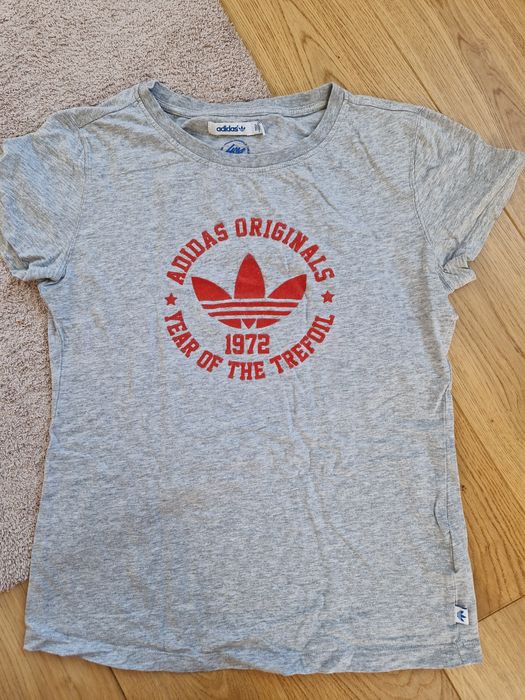 adidas
ADIDAS ORIGINALS
1972
YEAR OF THE TREFOIL